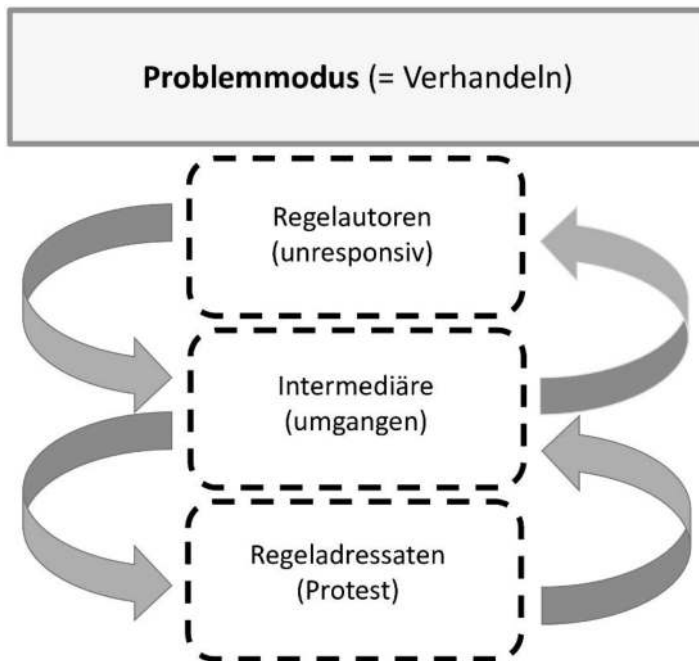 Problemmodus (= Verhandeln)
Regelautoren
(unresponsiv)
Intermediäre
(umgangen)
Regeladressaten
(Protest)